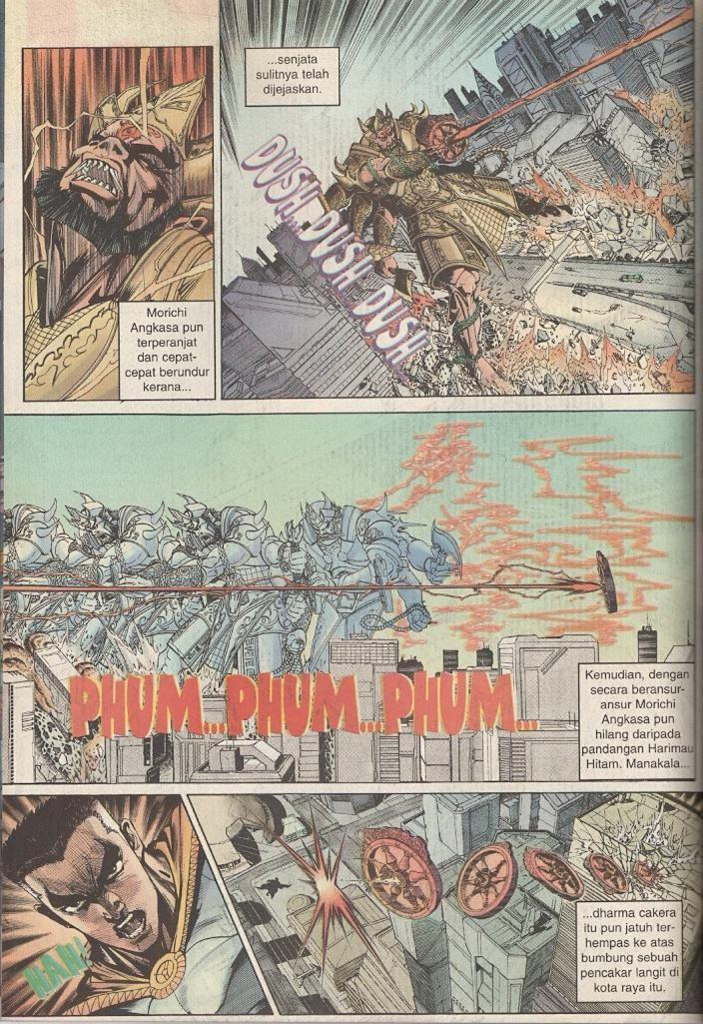 Morichi
Angkasa pun
terperanjat
dan cepat-
cepat berundur
kerana...
...senjata
sulitnya telah
dijejaskan.
DUSH...DUSH...DUSH...
PHUM...PHUM...PHUM...
Kemudian, dengan
secara beransur-
ansur Morichi
Angkasa pun
hilang daripada
pandangan Harimau
Hitam. Manakala...
HAH!
...dharma cakera
itu pun jatuh ter-
hempas ke atas
bumbung sebuah
pencakar langit di
kota raya itu.